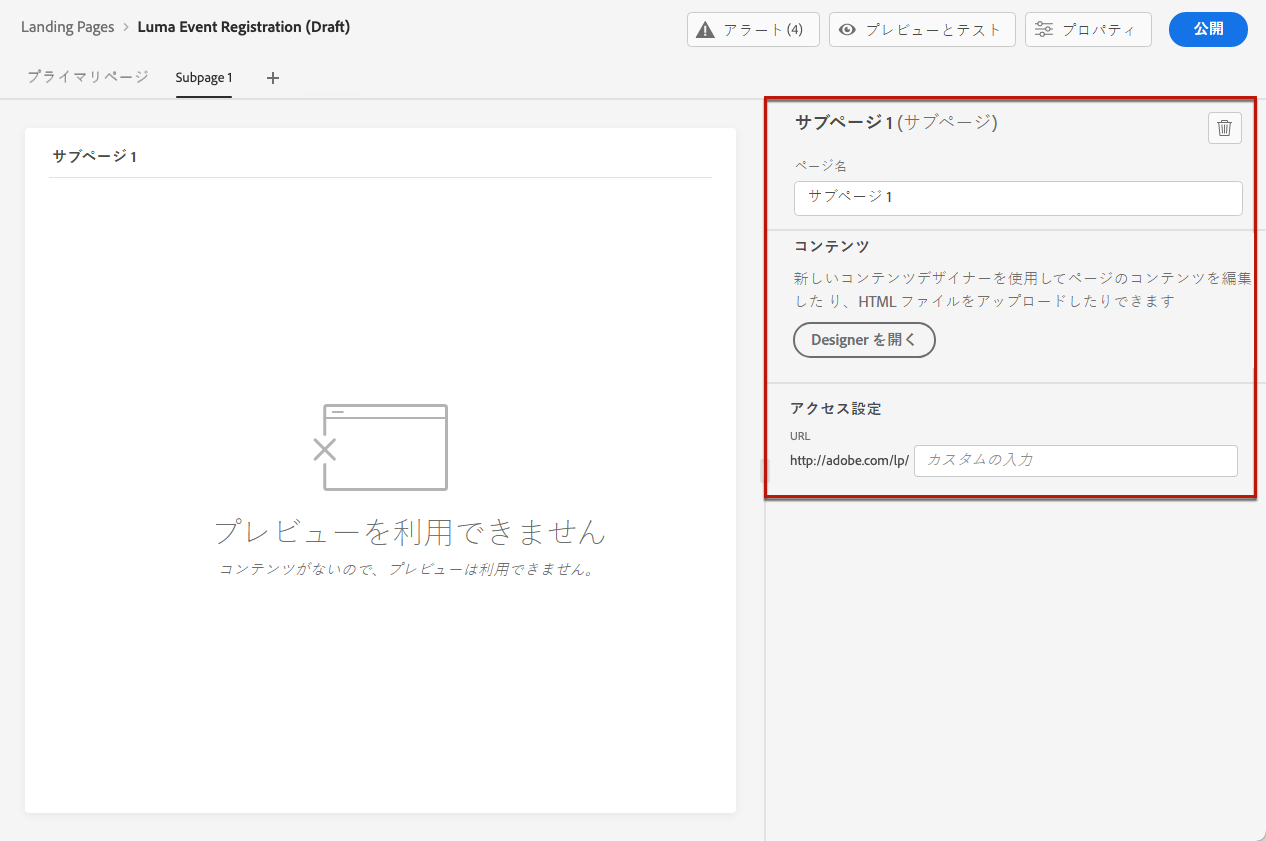 Landing Pages > Luma Event Registration (Draft)
アラート (4)
プレビューとテスト
プロパティ
公開
プライマリページ
Subpage 1
+
サブページ 1
プレビューを利用できません
コンテンツがないので、プレビューは利用できません。
サブページ 1 (サブページ)
ページ名
サブページ 1
コンテンツ
新しいコンテンツデザイナーを使用してページのコンテンツを編集
した り、HTML ファイルをアップロードしたりできます
Designer を開く
アクセス設定
URL
http://adobe.com/lp/ カスタムの入力